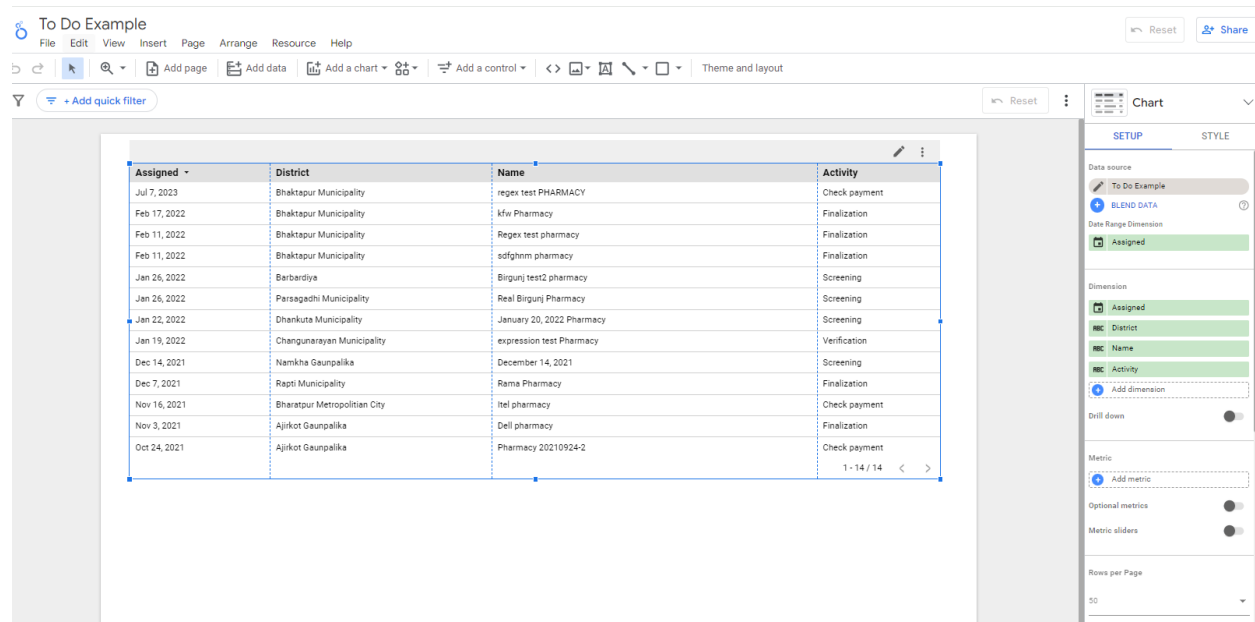 To Do Example
File Edit View Insert Page Arrange Resource Help
Reset Share
Add page Add data Add a chart Add a control Theme and layout
+ Add quick filter Reset
Chart
SETUP STYLE
Data source
To Do Example
BLEND DATA
Date Range Dimension
Assigned
Dimension
Assigned
RBC District
RBC Name
RBC Activity
Add dimension
Drill down
Metric
Add metric
Optional metrics
Metric sliders
Rows per Page
50
Assigned District Name Activity
Jul 7, 2023 Bhaktapur Municipality regex test PHARMACY Check payment
Feb 17, 2022 Bhaktapur Municipality kfw Pharmacy Finalization
Feb 11, 2022 Bhaktapur Municipality Regex test pharmacy Finalization
Feb 11, 2022 Bhaktapur Municipality sdfghnm pharmacy Finalization
Jan 26, 2022 Barbardiya Birgunj test2 pharmacy Screening
Jan 26, 2022 Parsagadhi Municipality Real Birgunj Pharmacy Screening
Jan 22, 2022 Dhankuta Municipality January 20, 2022 Pharmacy Screening
Jan 19, 2022 Changunarayan Municipality expression test Pharmacy Verification
Dec 14, 2021 Namkha Gaunpalika December 14, 2021 Screening
Dec 7, 2021 Rapti Municipality Rama Pharmacy Finalization
Nov 16, 2021 Bharatpur Metropolitian City Itel pharmacy Check payment
Nov 3, 2021 Ajirkot Gaunpalika Dell pharmacy Finalization
Oct 24, 2021 Ajirkot Gaunpalika Pharmacy 20210924-2 Check payment
1 - 14 / 14